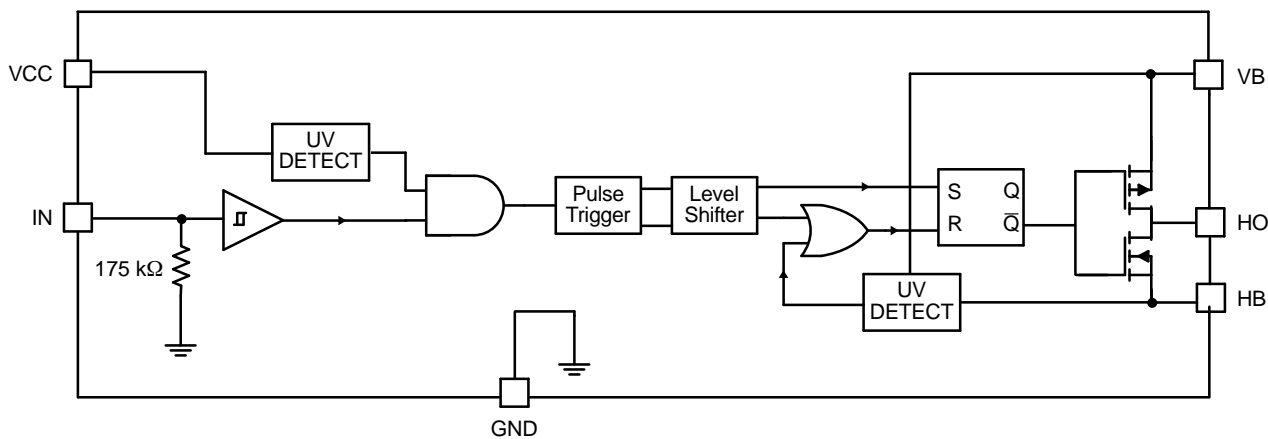 VCC
VB
UV
DETECT
Pulse
Trigger
Level
Shifter
S
Q
R
Q̅
IN
HO
175 kΩ
UV
DETECT
HB
GND